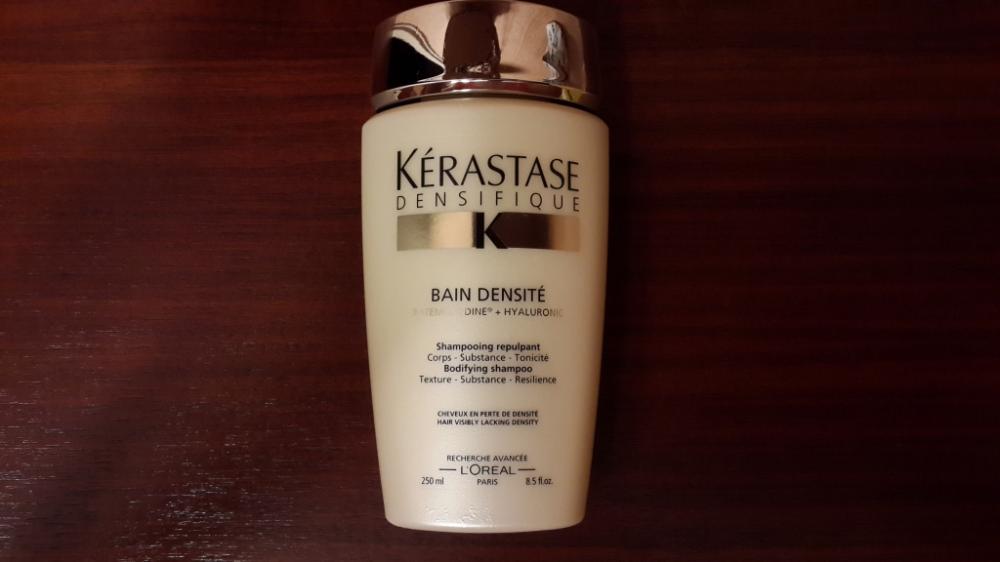 KÉRASTASE
DENSIFIQUE
K
BAIN DENSITÉ
+ HYALURONIC
Shampooing repulpant
Corps - Substance - Tonicité
Bodifying shampoo
Texture - Substance - Resilience
CHEVEUX EN PERTE DE DENSITÉ
HAIR VISIBLY LACKING DENSITY
RECHERCHE AVANCÉE
L'ORÉAL
250 ml PARIS 8.5 fl.oz.